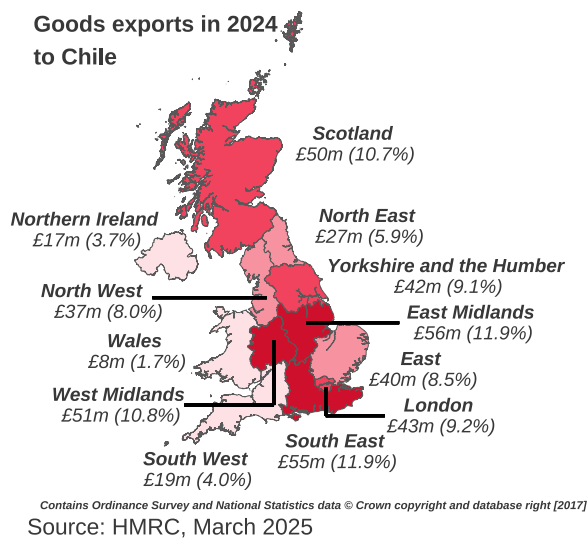 Goods exports in 2024
to Chile
Scotland
£50m (10.7%)
Northern Ireland
£17m (3.7%)
North East
£27m (5.9%)
Yorkshire and the Humber
£42m (9.1%)
North West
£37m (8.0%)
East Midlands
£56m (11.9%)
Wales
£8m (1.7%)
East
£40m (8.5%)
West Midlands
£51m (10.8%)
London
£43m (9.2%)
South East
£55m (11.9%)
South West
£19m (4.0%)
Contains Ordinance Survey and National Statistics data © Crown copyright and database right [2017]
Source: HMRC, March 2025